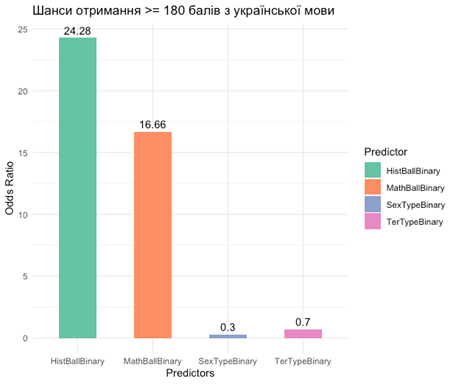 Шанси отримання >= 180 балів з української мови
25
20
15
10
5
0
Odds Ratio
24.28
16.66
0.3
0.7
HistBallBinary
MathBallBinary
SexTypeBinary
TerTypeBinary
Predictors
Predictor
HistBallBinary
MathBallBinary
SexTypeBinary
TerTypeBinary